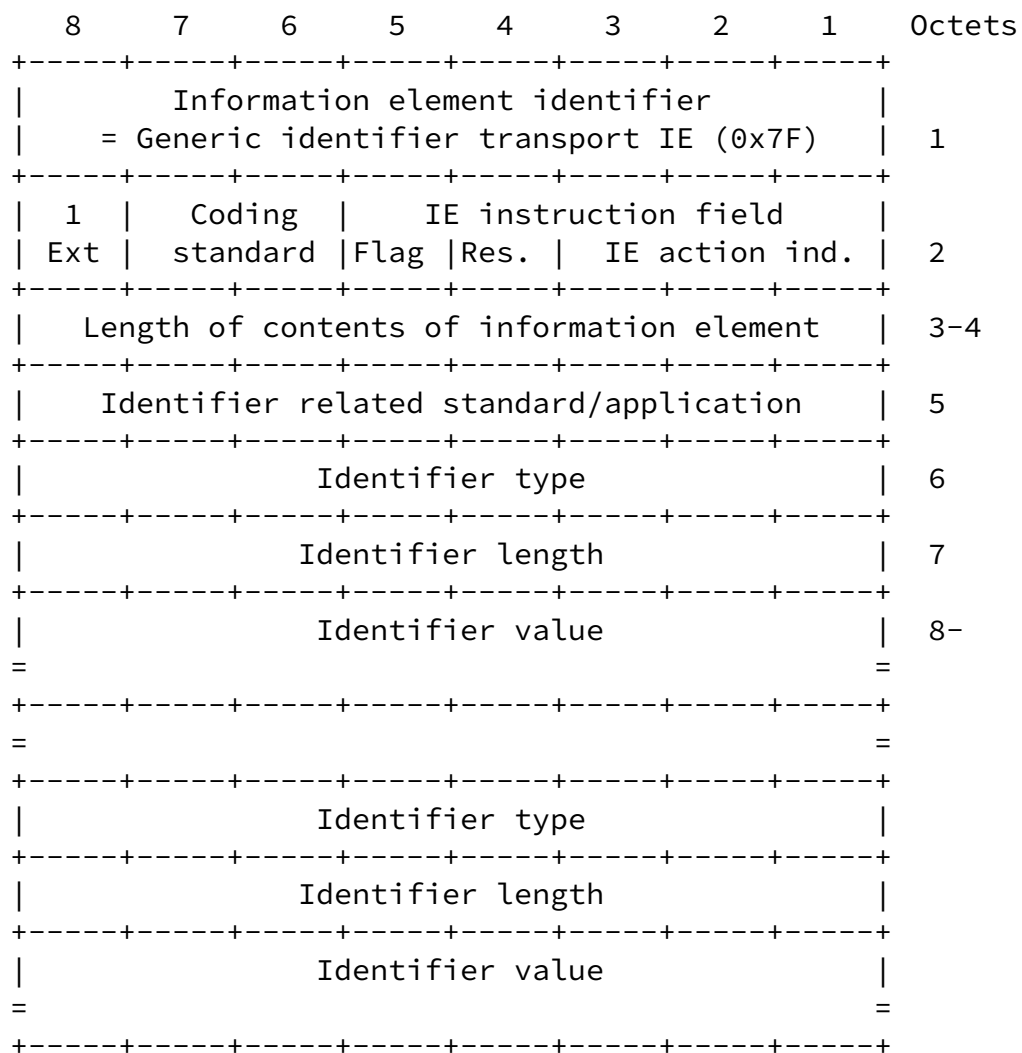 8     7     6     5     4     3     2     1    Octets
+-----+-----+-----+-----+-----+-----+-----+-----+
|        Information element identifier         |
|    = Generic identifier transport IE (0x7F)   |  1
+-----+-----+-----+-----+-----+-----+-----+-----+
|  1  |   Coding  |    IE instruction field     |
| Ext |  standard |Flag |Res. |  IE action ind. |  2
+-----+-----+-----+-----+-----+-----+-----+-----+
|   Length of contents of information element   |  3-4
+-----+-----+-----+-----+-----+-----+-----+-----+
|    Identifier related standard/application    |  5
+-----+-----+-----+-----+-----+-----+-----+-----+
|                Identifier type                |  6
+-----+-----+-----+-----+-----+-----+-----+-----+
|               Identifier length               |  7
+-----+-----+-----+-----+-----+-----+-----+-----+
|                Identifier value               |  8-
=                                               =
+-----+-----+-----+-----+-----+-----+-----+-----+
=                                               =
+-----+-----+-----+-----+-----+-----+-----+-----+
|                Identifier type                |
+-----+-----+-----+-----+-----+-----+-----+-----+
|               Identifier length               |
+-----+-----+-----+-----+-----+-----+-----+-----+
|                Identifier value               |
=                                               =
+-----+-----+-----+-----+-----+-----+-----+-----+